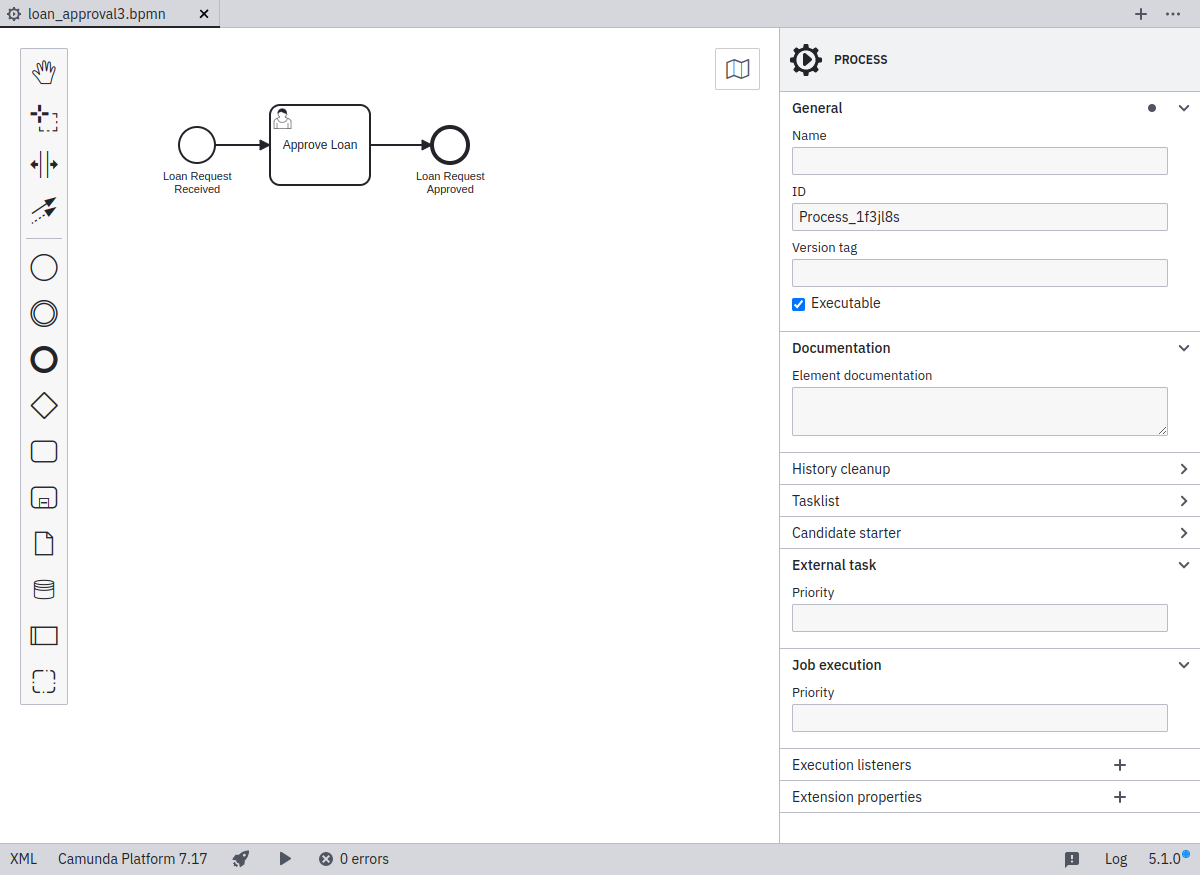 loan_approval3.bpmn
Approve Loan
Loan Request
Received
Loan Request
Approved
PROCESS
General
Name
ID
Process_1f3jl8s
Version tag
Executable
Documentation
Element documentation
History cleanup
Tasklist
Candidate starter
External task
Priority
Job execution
Priority
Execution listeners
Extension properties
XML
Camunda Platform 7.17
0 errors
Log
5.1.0